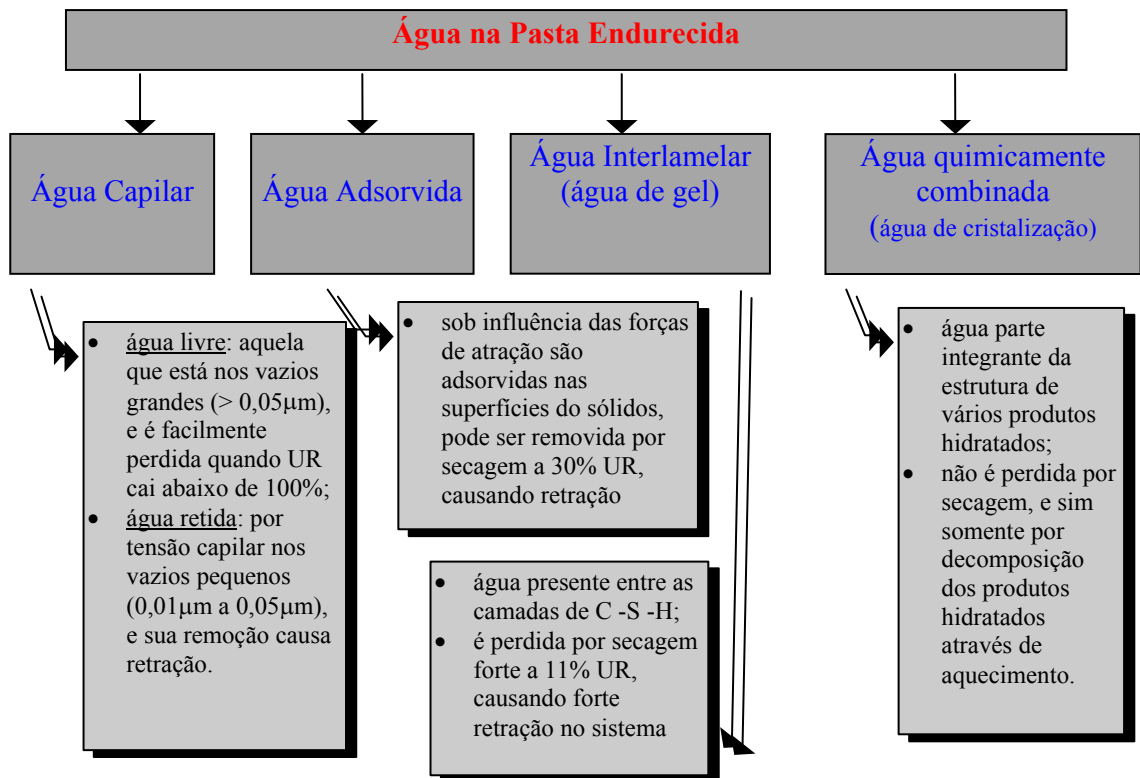 Água na Pasta Endurecida
Água Capilar
Água Adsorvida
Água Interlamelar
(água de gel)
Água quimicamente
combinada
(água de cristalização)
• água livre: aquela
que está nos vazios
grandes (> 0,05µm),
e é facilmente
perdida quando UR
cai abaixo de 100%;
• água retida: por
tensão capilar nos
vazios pequenos
(0,01µm a 0,05µm),
e sua remoção causa
retração.
• sob influência das forças
de atração são
adsorvidas nas
superfícies do sólidos,
pode ser removida por
secagem a 30% UR,
causando retração
• água presente entre as
camadas de C -S -H;
• é perdida por secagem
forte a 11% UR,
causando forte
retração no sistema
• água parte
integrante da
estrutura de
vários produtos
hidratados;
• não é perdida por
secagem, e sim
somente por
decomposição
dos produtos
hidratados
através de
aquecimento.